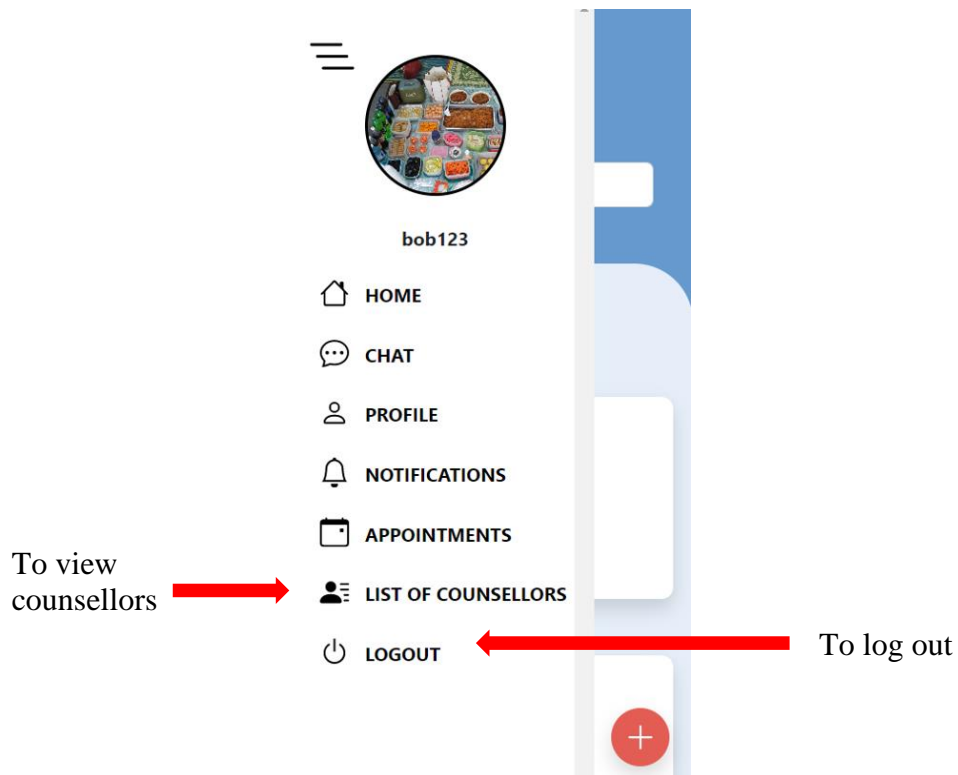 bob123
HOME
CHAT
PROFILE
NOTIFICATIONS
APPOINTMENTS
To view
counsellors
LIST OF COUNSELLORS
LOGOUT
To log out